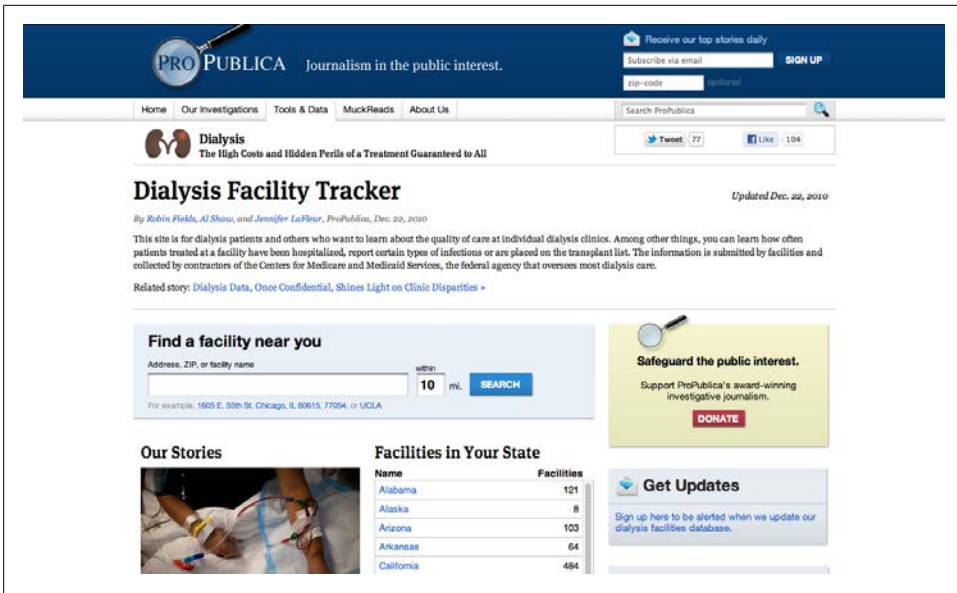 PRO PUBLICA Journalism in the public interest.
Receive our top stories daily
Subscribe via email SIGN UP
zip-code optional
Home Our Investigations Tools & Data MuckReads About Us
Search ProPublica
Dialysis
The High Costs and Hidden Perils of a Treatment Guaranteed to All
Tweet 77 Like 104
Dialysis Facility Tracker
Updated Dec. 22, 2010
By Robin Fields, Al Shaw, and Jennifer LaFleur, ProPublica, Dec. 22, 2010
This site is for dialysis patients and others who want to learn about the quality of care at individual dialysis clinics. Among other things, you can learn how often
patients treated at a facility have been hospitalized, report certain types of infections or are placed on the transplant list. The information is submitted by facilities and
collected by contractors of the Centers for Medicare and Medicaid Services, the federal agency that oversees most dialysis care.
Related story: Dialysis Data, Once Confidential, Shines Light on Clinic Disparities »
Find a facility near you
Address, ZIP, or facility name within
10 mi. SEARCH
For example, 1605 E. 55th St. Chicago, IL 60615, 77054, or UCLA
Safeguard the public interest.
Support ProPublica's award-winning
investigative journalism.
DONATE
Our Stories
Facilities in Your State
Name Facilities
Alabama 121
Alaska 8
Arizona 103
Arkansas 64
California 484
Get Updates
Sign up here to be alerted when we update our
dialysis facilities database.